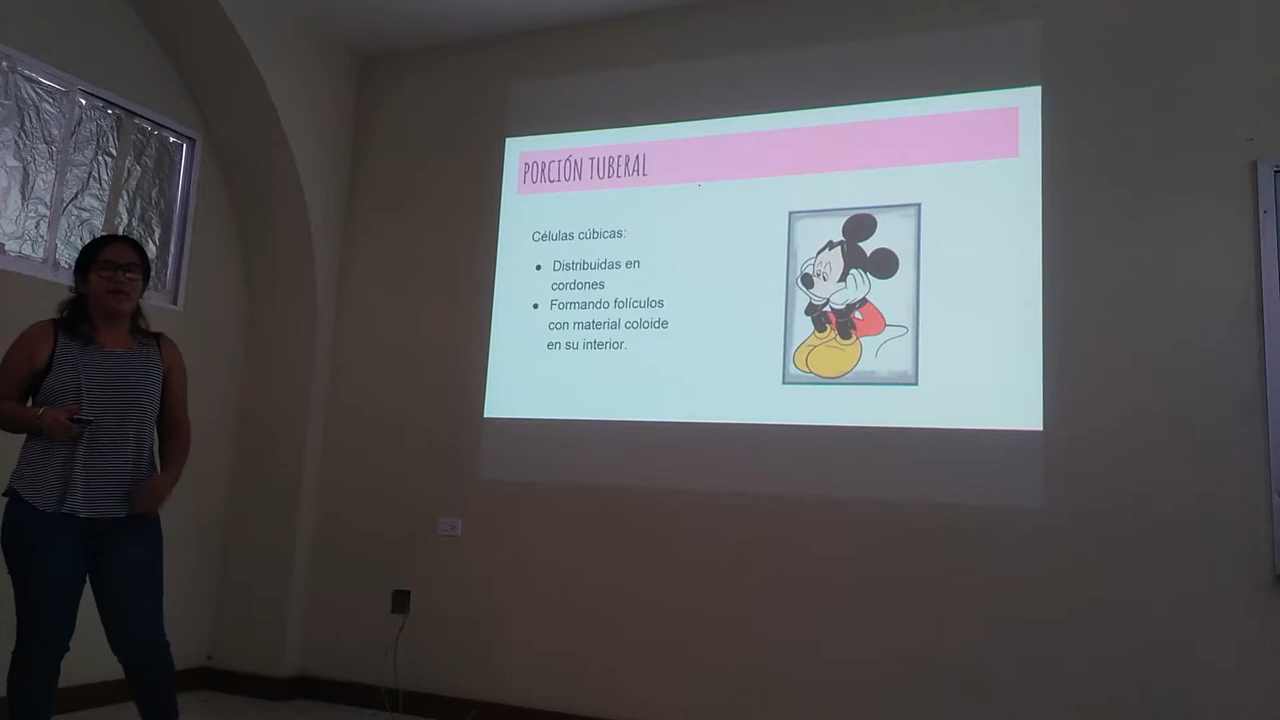 PORCIÓN TUBERAL
Células cúbicas:
● Distribuidas en
cordones
● Formando folículos
con material coloide
en su interior.